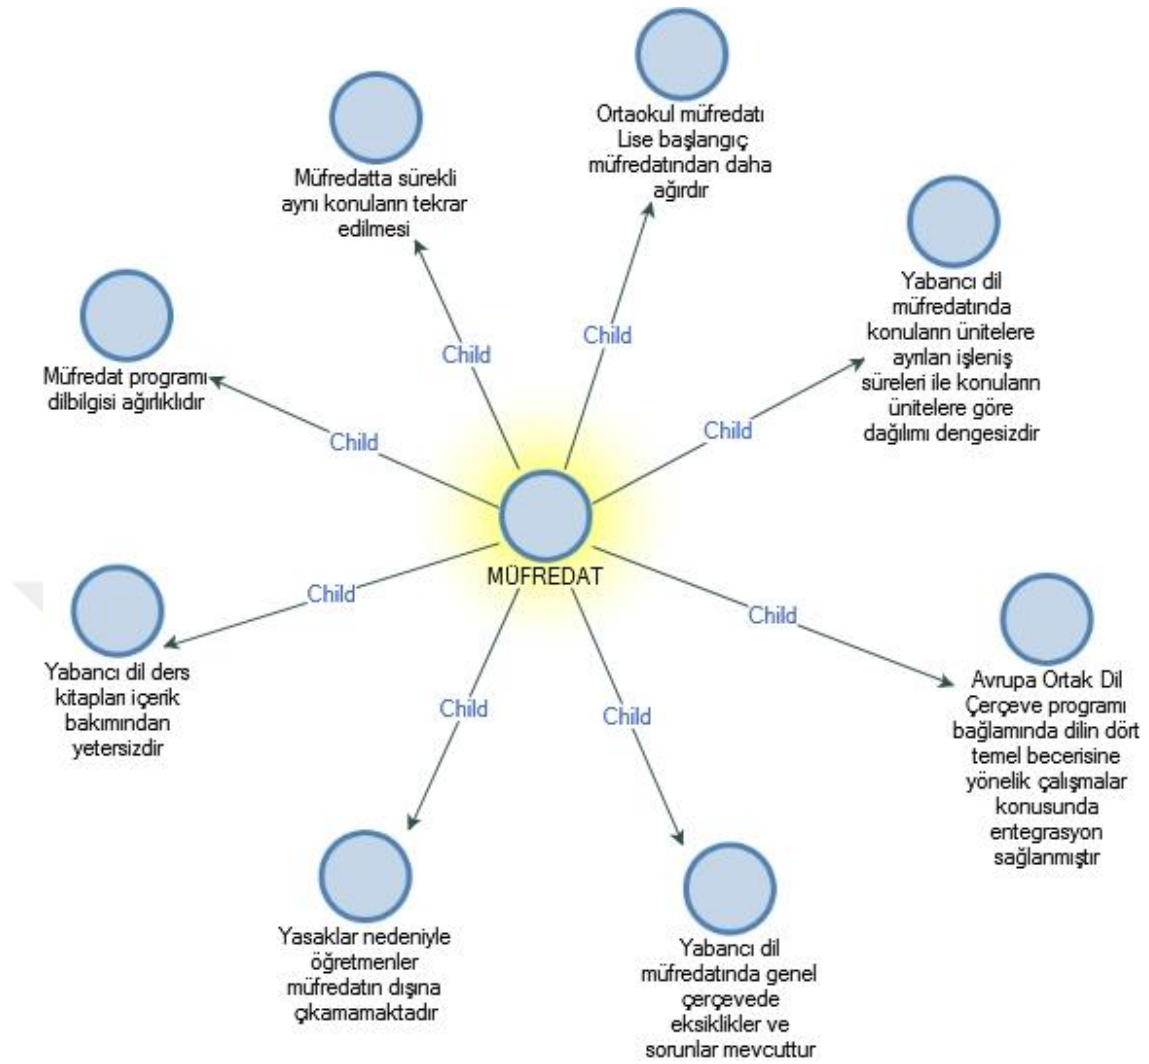 Ortaokul müfredatı
Lise başlangıç
müfredatından daha
ağırdır
Müfredatta sürekli
aynı konuların tekrar
edilmesi
Yabancı dil
müfredatında
konuların ünitelere
ayrılan işleniş
süreleri ile konuların
ünitelere göre
dağılımı dengesizdir
Müfredat programı
dilbilgisi ağırlıklıdır
Child
Child
Child
Child
MÜFREDAT
Child
Child
Child
Child
Yabancı dil ders
kitapları içerik
bakımından
yetersizdir
Avrupa Ortak Dil
Çerçeve programı
bağlamında dilin dört
temel becerisine
yönelik çalışmalar
konusunda
entegrasyon
sağlanmıştır
Yasaklar nedeniyle
öğretmenler
müfredatın dışına
çıkamamaktadır
Yabancı dil
müfredatında genel
çerçevede
eksiklikler ve
sorunlar mevcuttur